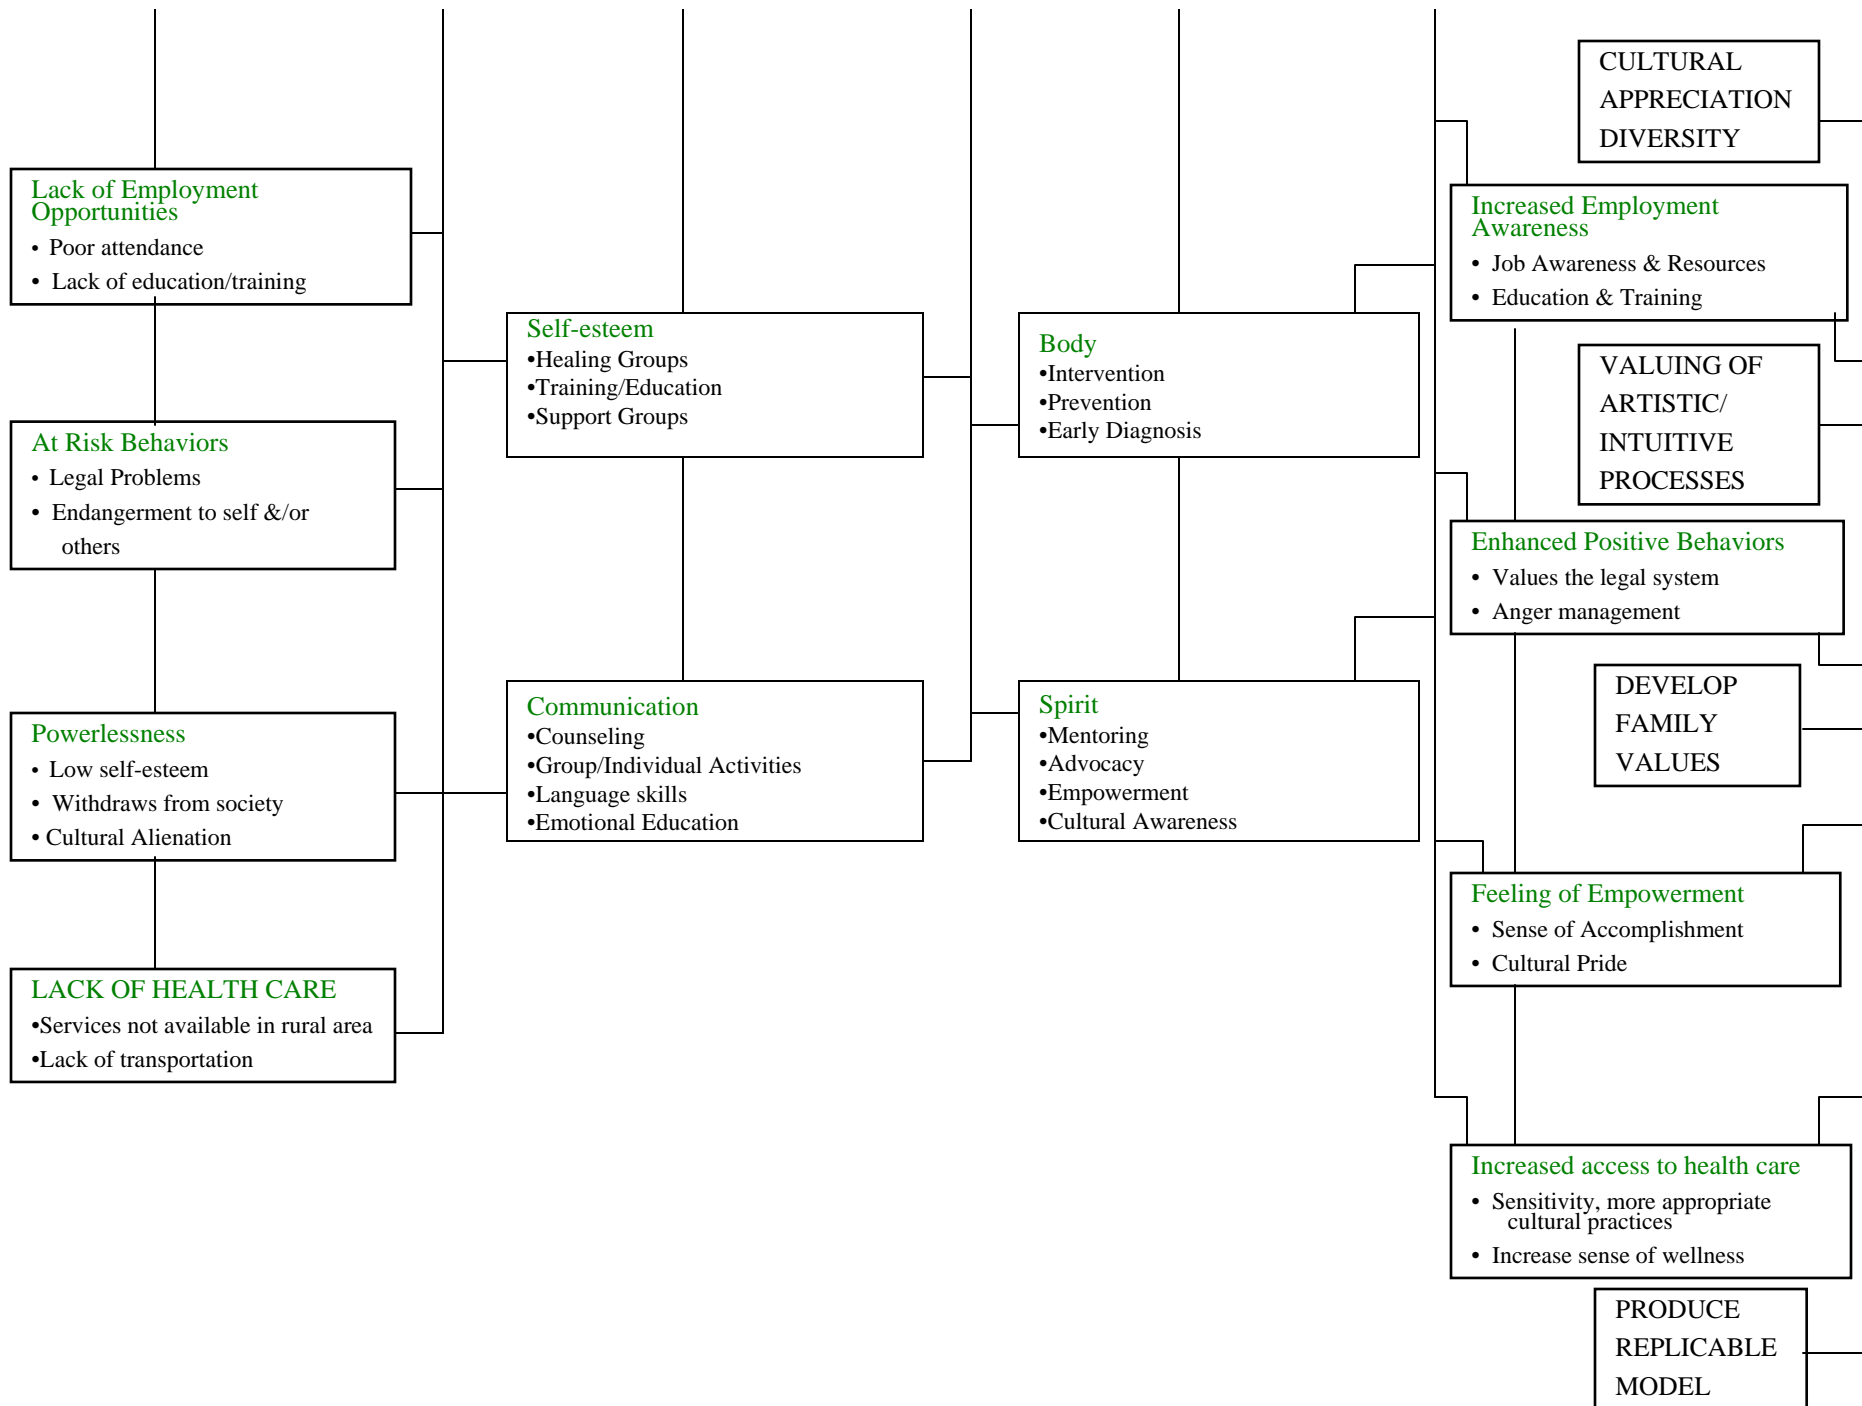 Lack of Employment
Opportunities
• Poor attendance
• Lack of education/training
At Risk Behaviors
• Legal Problems
• Endangerment to self &/or
others
Powerlessness
• Low self-esteem
• Withdraws from society
• Cultural Alienation
LACK OF HEALTH CARE
•Services not available in rural area
•Lack of transportation
Self-esteem
•Healing Groups
•Training/Education
•Support Groups
Communication
•Counseling
•Group/Individual Activities
•Language skills
•Emotional Education
Body
•Intervention
•Prevention
•Early Diagnosis
Spirit
•Mentoring
•Advocacy
•Empowerment
•Cultural Awareness
CULTURAL
APPRECIATION
DIVERSITY
Increased Employment
Awareness
• Job Awareness & Resources
• Education & Training
VALUING OF
ARTISTIC/
INTUITIVE
PROCESSES
Enhanced Positive Behaviors
• Values the legal system
• Anger management
DEVELOP
FAMILY
VALUES
Feeling of Empowerment
• Sense of Accomplishment
• Cultural Pride
Increased access to health care
• Sensitivity, more appropriate
cultural practices
• Increase sense of wellness
PRODUCE
REPLICABLE
MODEL